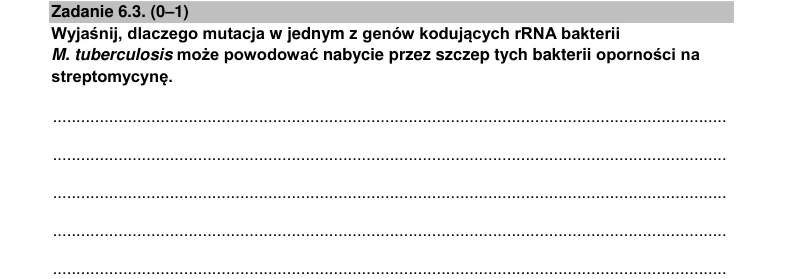 Zadanie 6.3. (0–1)
Wyjaśnij, dlaczego mutacja w jednym z genów kodujących rRNA bakterii
M. tuberculosis może powodować nabycie przez szczep tych bakterii oporności na
streptomycynę.